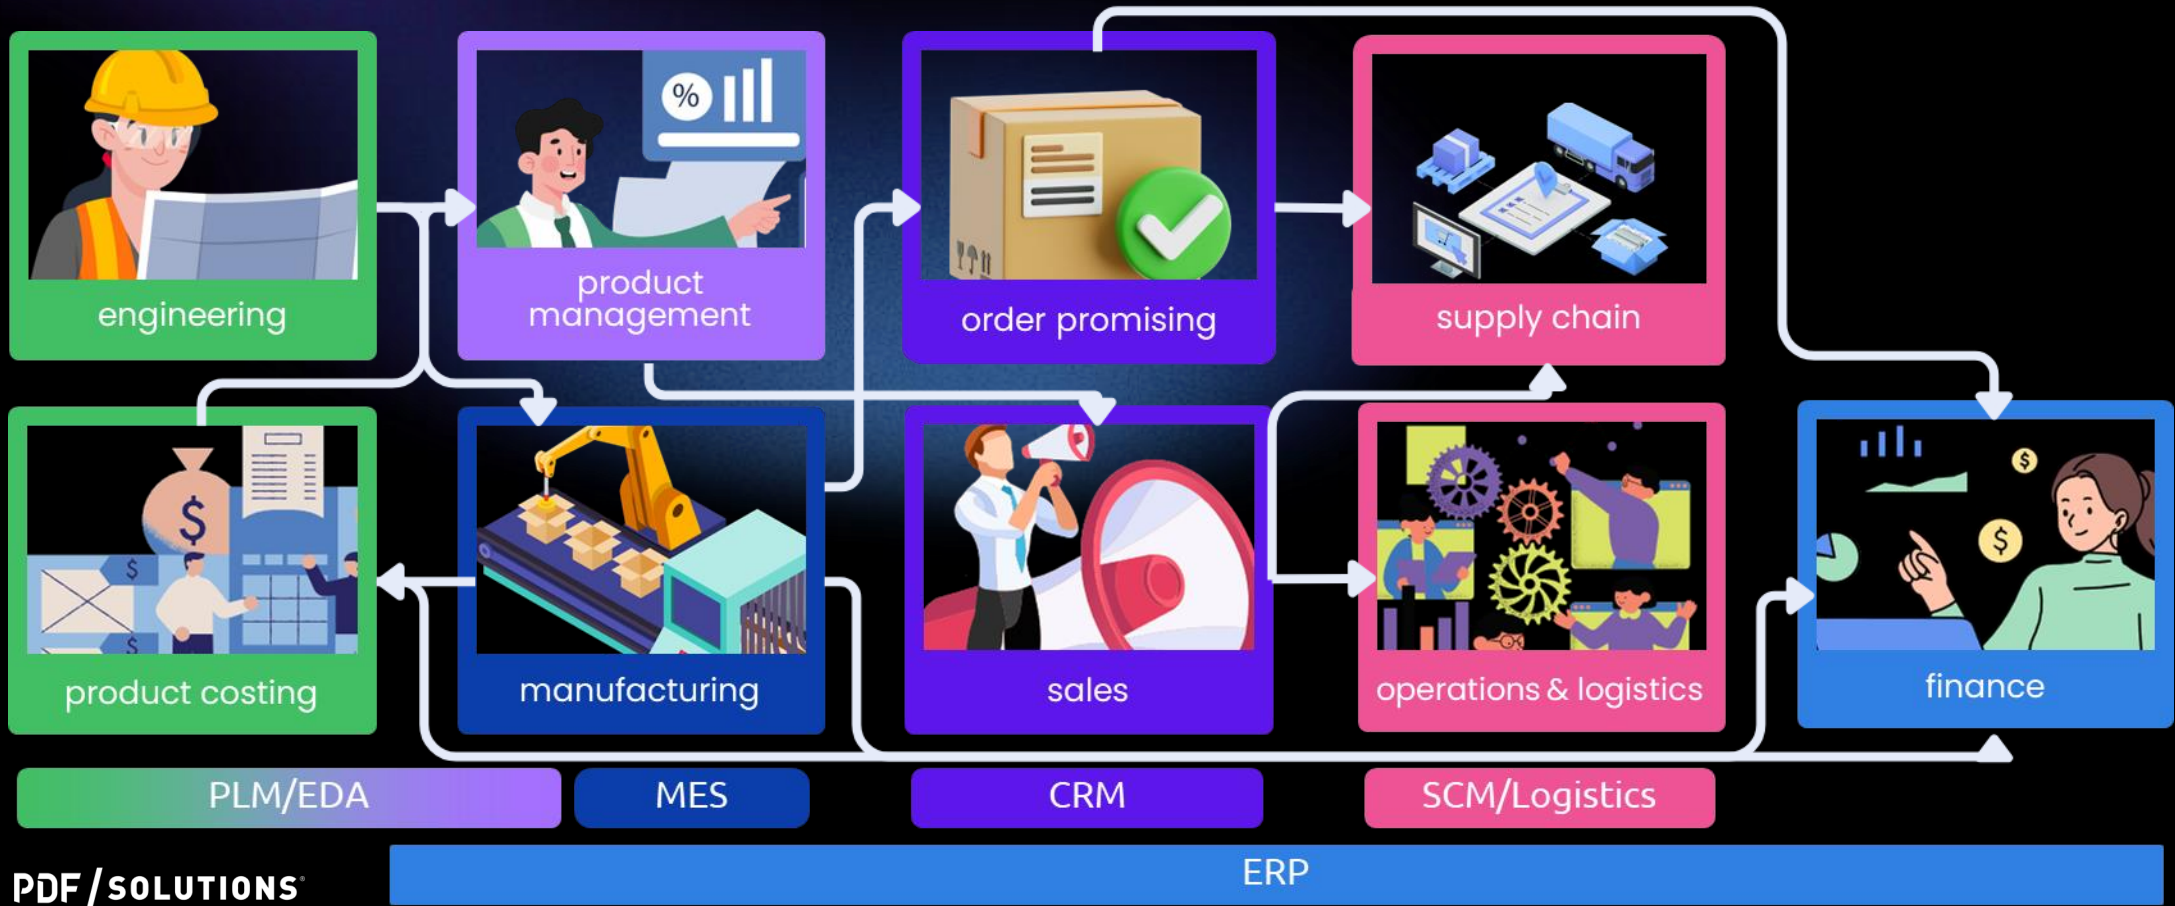 %
engineering
product
management
order promising
supply chain
$
$
$
$
$
product costing
manufacturing
sales
operations & logistics
finance
PLM/EDA
MES
CRM
SCM/Logistics
ERP
PDF/SOLUTIONS